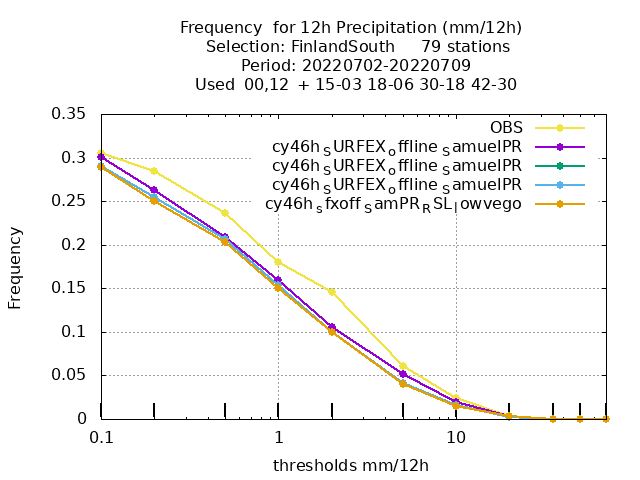 Frequency  for 12h Precipitation (mm/12h)
Selection: FinlandSouth     79 stations
Period: 20220702-20220709
Used  00,12  + 15-03 18-06 30-18 42-30
OBS
cy46h_SURFEX_offline_SamuelPR
cy46h_SURFEX_offline_SamuelPR
cy46h_SURFEX_offline_SamuelPR
cy46h_sfxoff_SamPR_RSL_lowvego
0.35
0.3
0.25
0.2
0.15
0.1
0.05
0
Frequency
0.1 1 10
thresholds mm/12h